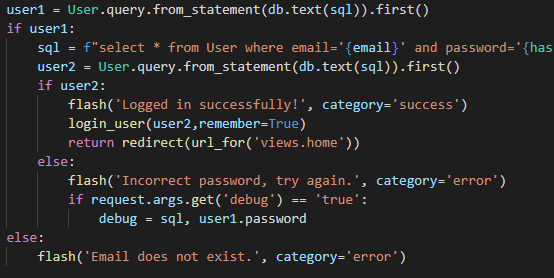 user1 = User.query.from_statement(db.text(sql)).first()
if user1:
    sql = f"select * from User where email='{email}' and password='{has
    user2 = User.query.from_statement(db.text(sql)).first()
    if user2:
        flash('Logged in successfully!', category='success')
        login_user(user2,remember=True)
        return redirect(url_for('views.home'))
    else:
        flash('Incorrect password, try again.', category='error')
        if request.args.get('debug') == 'true':
            debug = sql, user1.password
else:
    flash('Email does not exist.', category='error')